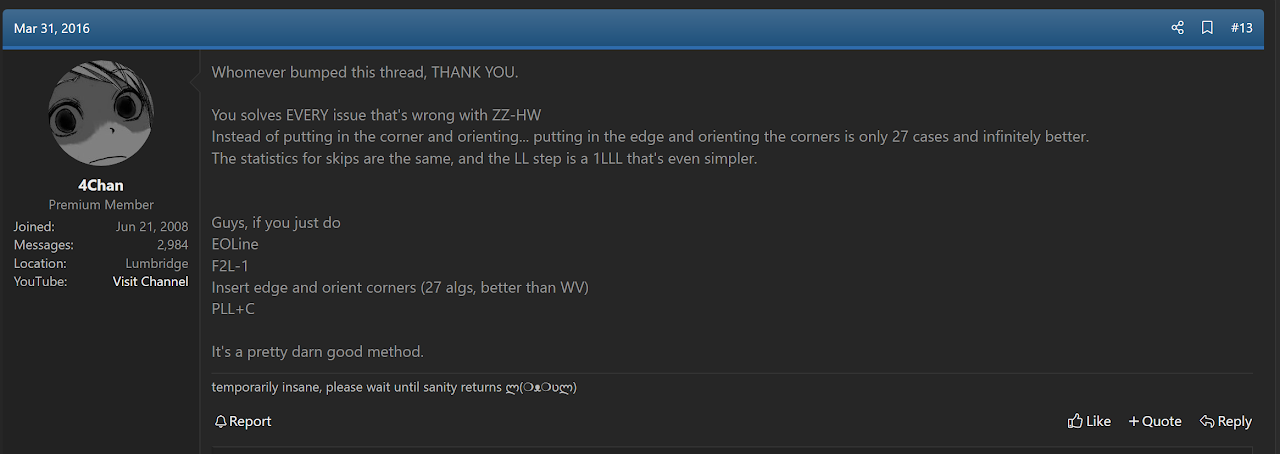 Mar 31, 2016
#13
4Chan
Premium Member
Joined: Jun 21, 2008
Messages: 2,984
Location: Lumbridge
YouTube: Visit Channel
Whomever bumped this thread, THANK YOU.
You solves EVERY issue that's wrong with ZZ-HW
Instead of putting in the corner and orienting... putting in the edge and orienting the corners is only 27 cases and infinitely better.
The statistics for skips are the same, and the LL step is a 1LLL that's even simpler.
Guys, if you just do
EOLine
F2L-1
Insert edge and orient corners (27 algs, better than WV)
PLL+C
It's a pretty darn good method.
temporarily insane, please wait until sanity returns ლ(❍ᴥ❍ʋლ)
Report
Like
Quote
Reply